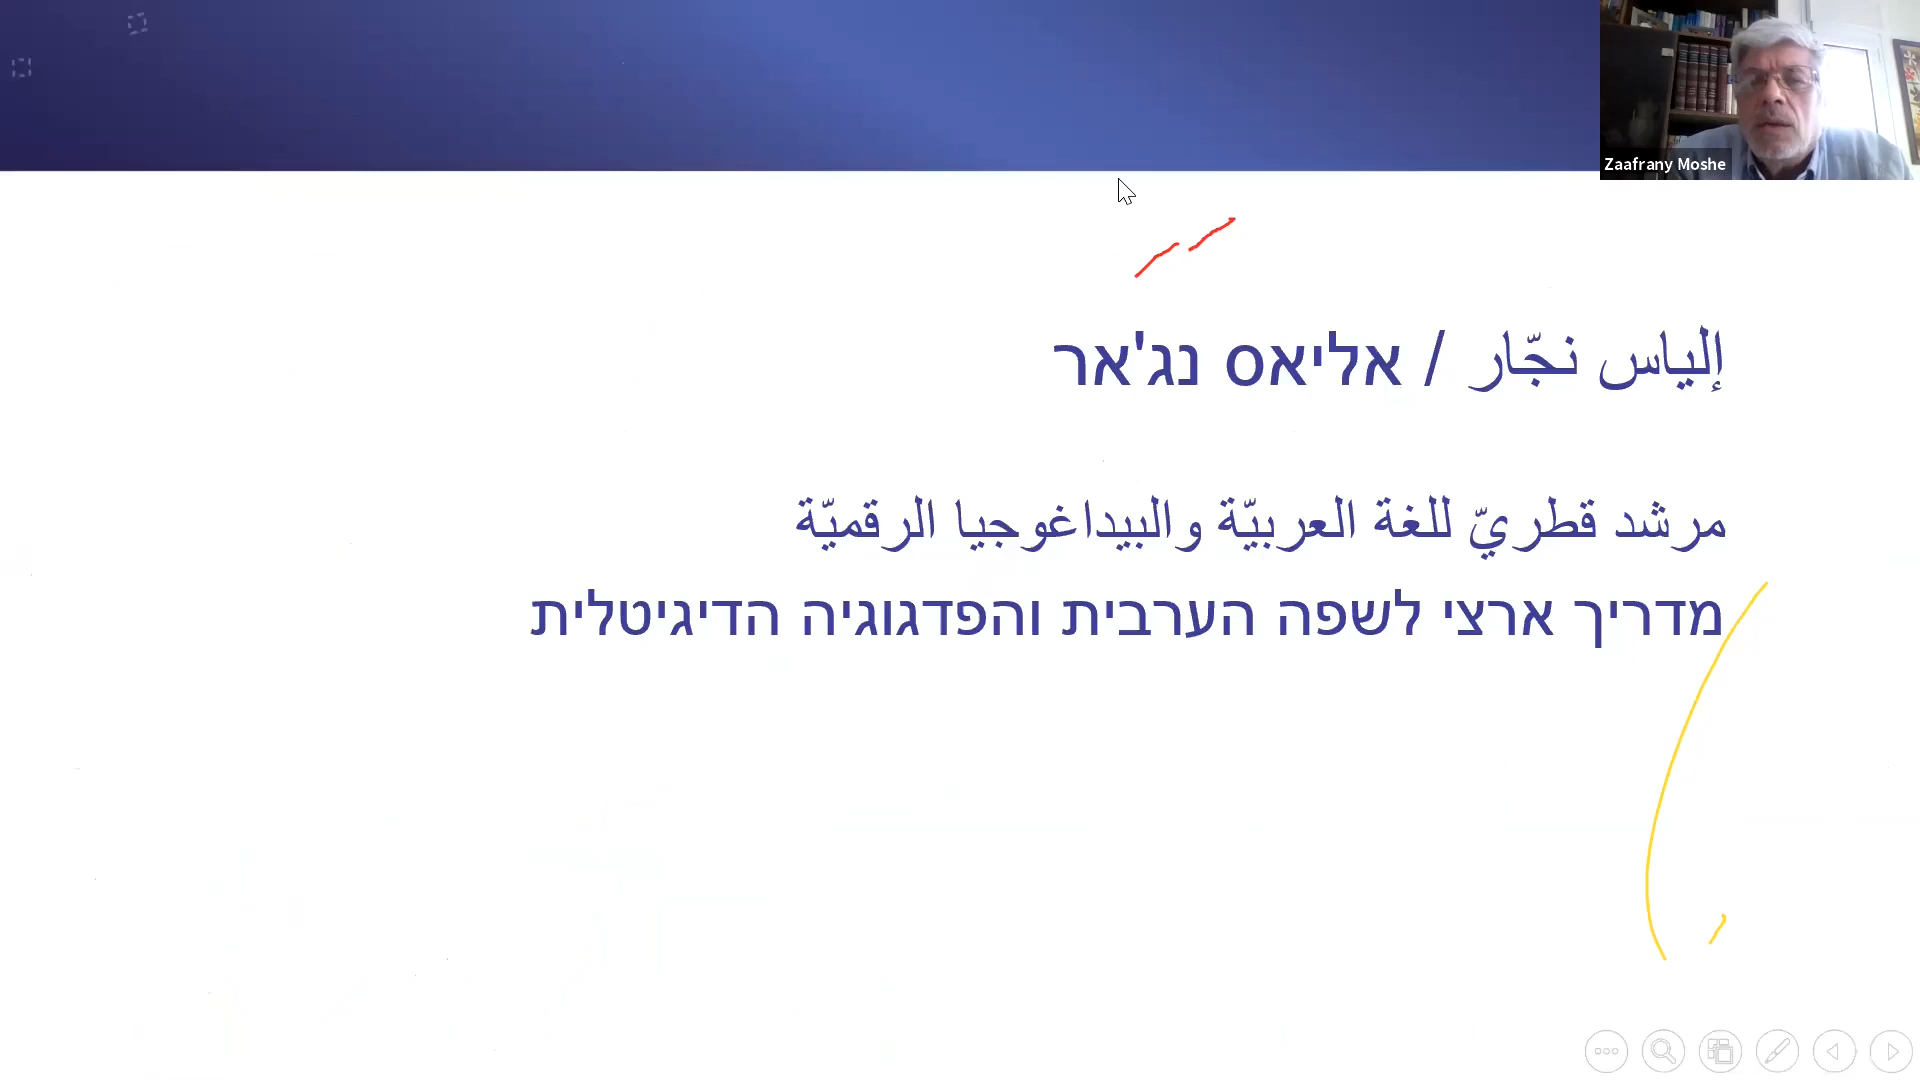 Zaafrany Moshe
إلياس نجّار / אליאס נג'אר
مرشد قطريّ للغة العربيّة والبيداغوجيا الرقميّة
מדריך ארצי לשפה הערבית והפדגוגיה הדיגיטלית